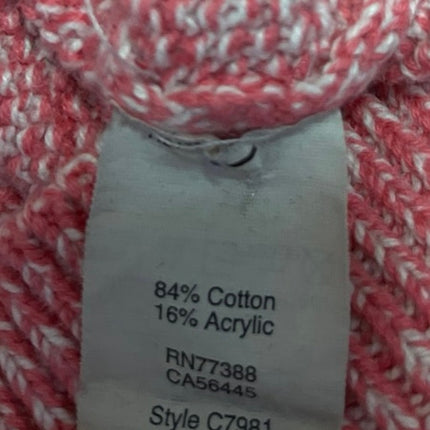 84% Cotton
16% Acrylic
RN77388
CA56445
Style C7981